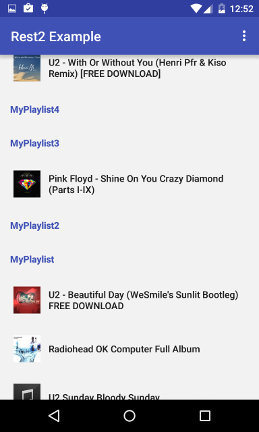 12:52
Rest2 Example
U2 - With Or Without You (Henri Pfr & Kiso
Remix) [FREE DOWNLOAD]
MyPlaylist4
MyPlaylist3
Pink Floyd - Shine On You Crazy Diamond
(Parts I-IX)
MyPlaylist2
MyPlaylist
U2 - Beautiful Day (WeSmile's Sunlit Bootleg)
FREE DOWNLOAD
Radiohead OK Computer Full Album
U2 Sunday Bloody Sunday